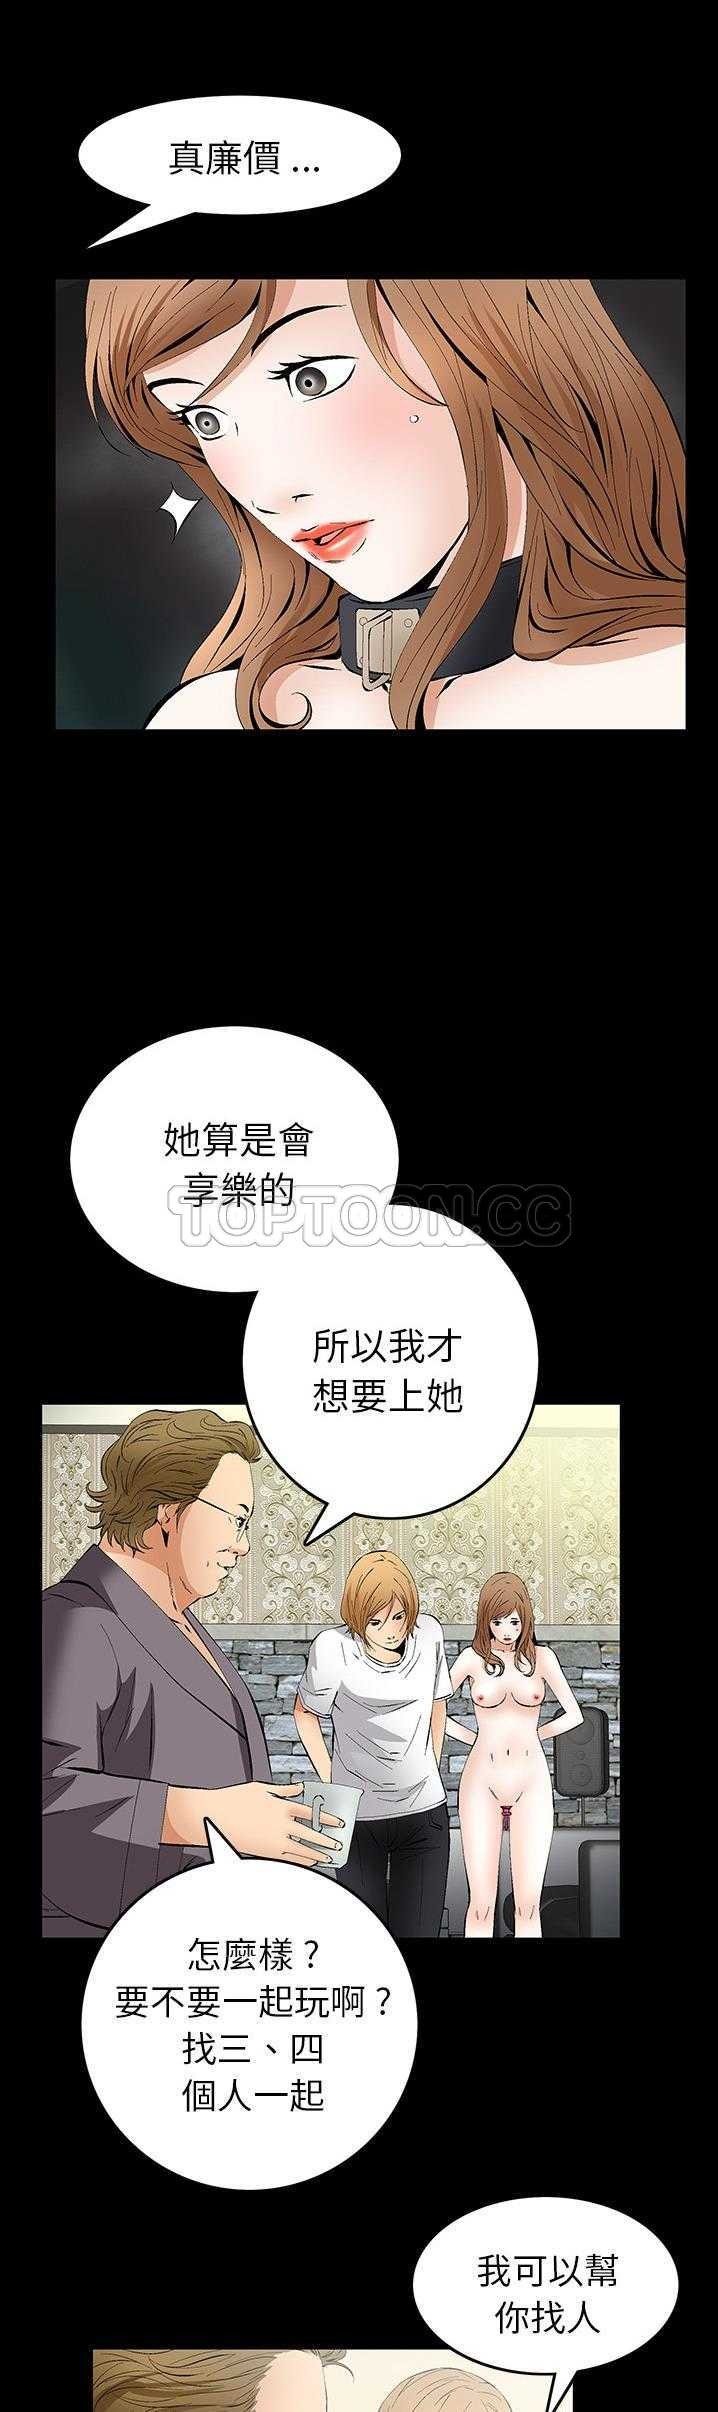 真廉價...
她算是會
享樂的
TOPTOON.CC
所以我才
想要上她
怎麼樣?
要不要一起玩啊?
找三、四
個人一起
我可以幫
你找人